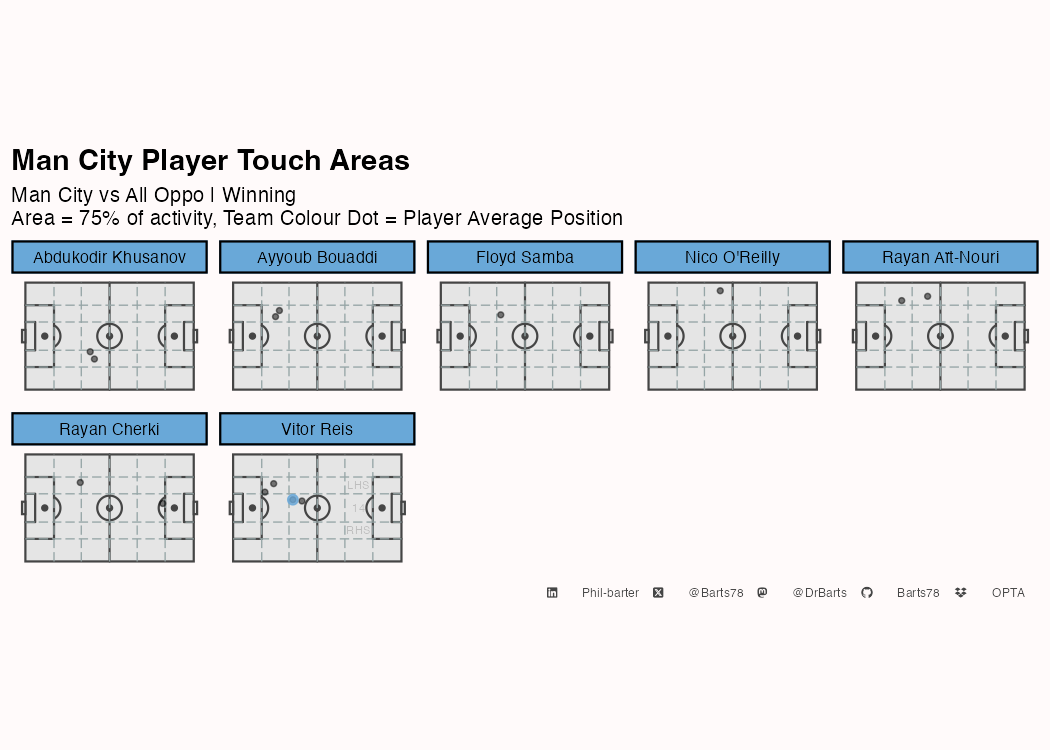 Man City Player Touch Areas
Man City vs All Oppo | Winning
Area = 75% of activity, Team Colour Dot = Player Average Position
Abdukodir Khusanov
Ayyoub Bouaddi
Floyd Samba
Nico O'Reilly
Rayan Aït-Nouri
Rayan Cherki
Vitor Reis
LHS
14
RHS
Phil-barter @Barts78 @DrBarts Barts78 OPTA